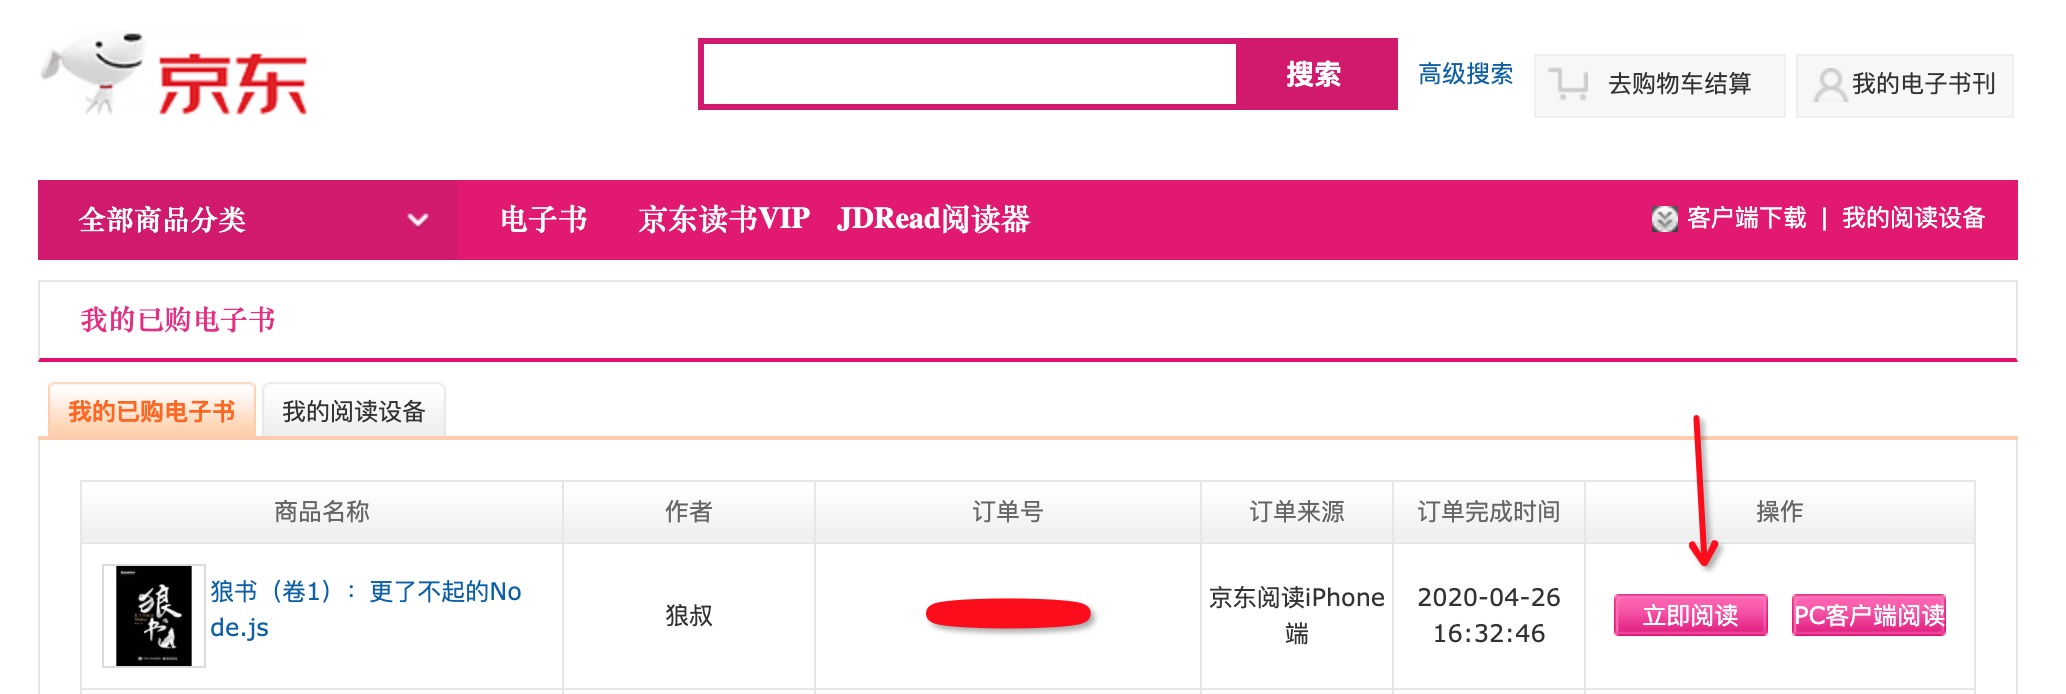 京东
搜索
高级搜索
去购物车结算
我的电子书刊
全部商品分类
电子书
京东读书VIP
JDRead阅读器
客户端下载 | 我的阅读设备
我的已购电子书
我的已购电子书
我的阅读设备
商品名称
作者
订单号
订单来源
订单完成时间
操作
狼书
狼书（卷1）：更了不起的No
de.js
狼叔
京东阅读iPhone
端
2020-04-26
16:32:46
立即阅读
PC客户端阅读